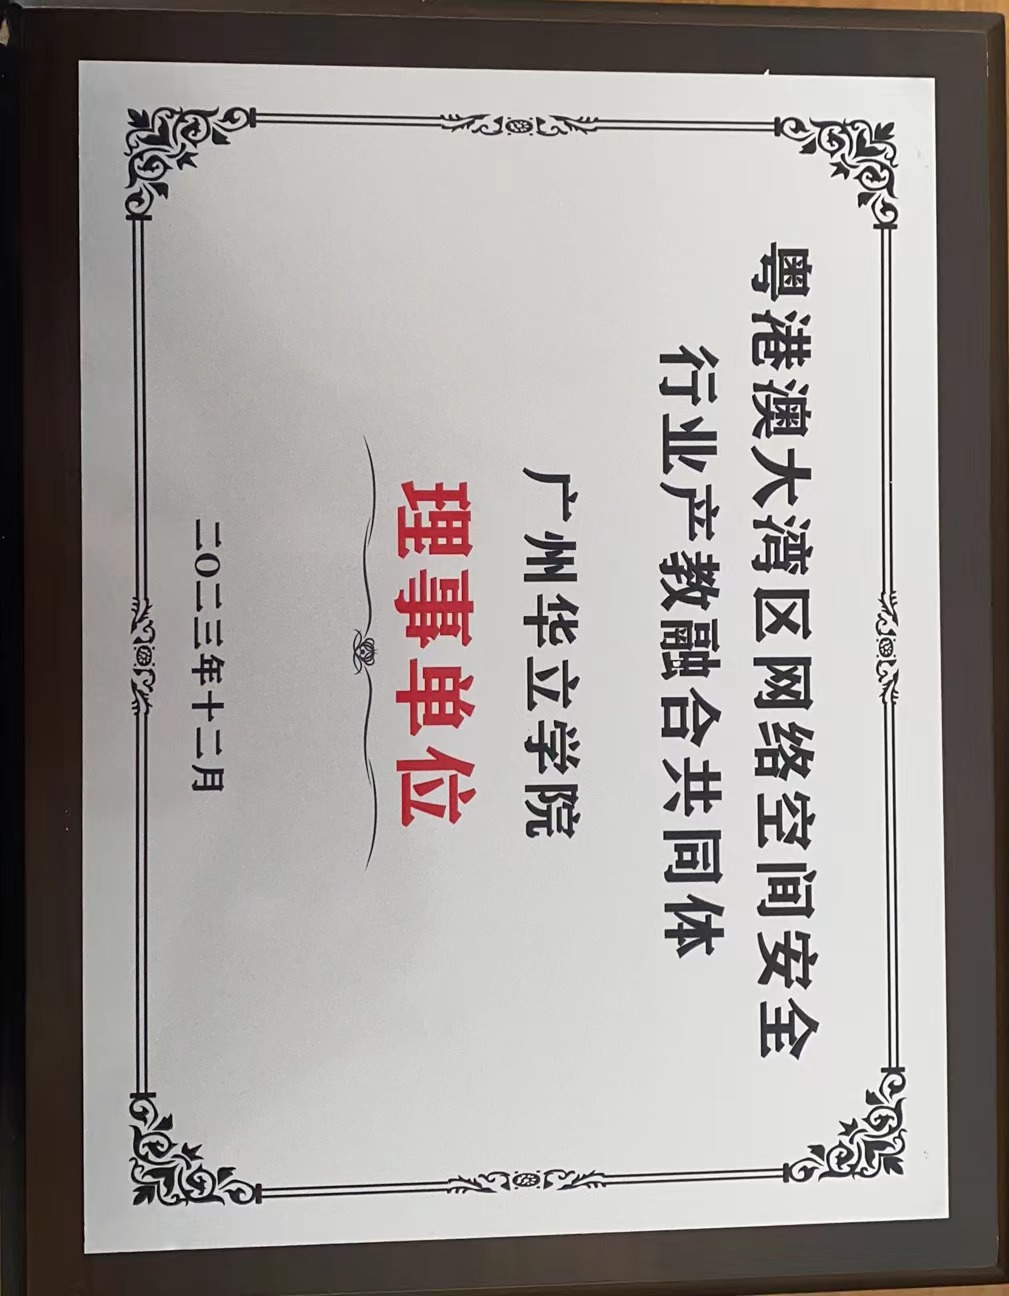 粤港澳大湾区网络空间安全
行业产教融合共同体
广州华立学院
理事单位
二〇二三年十二月